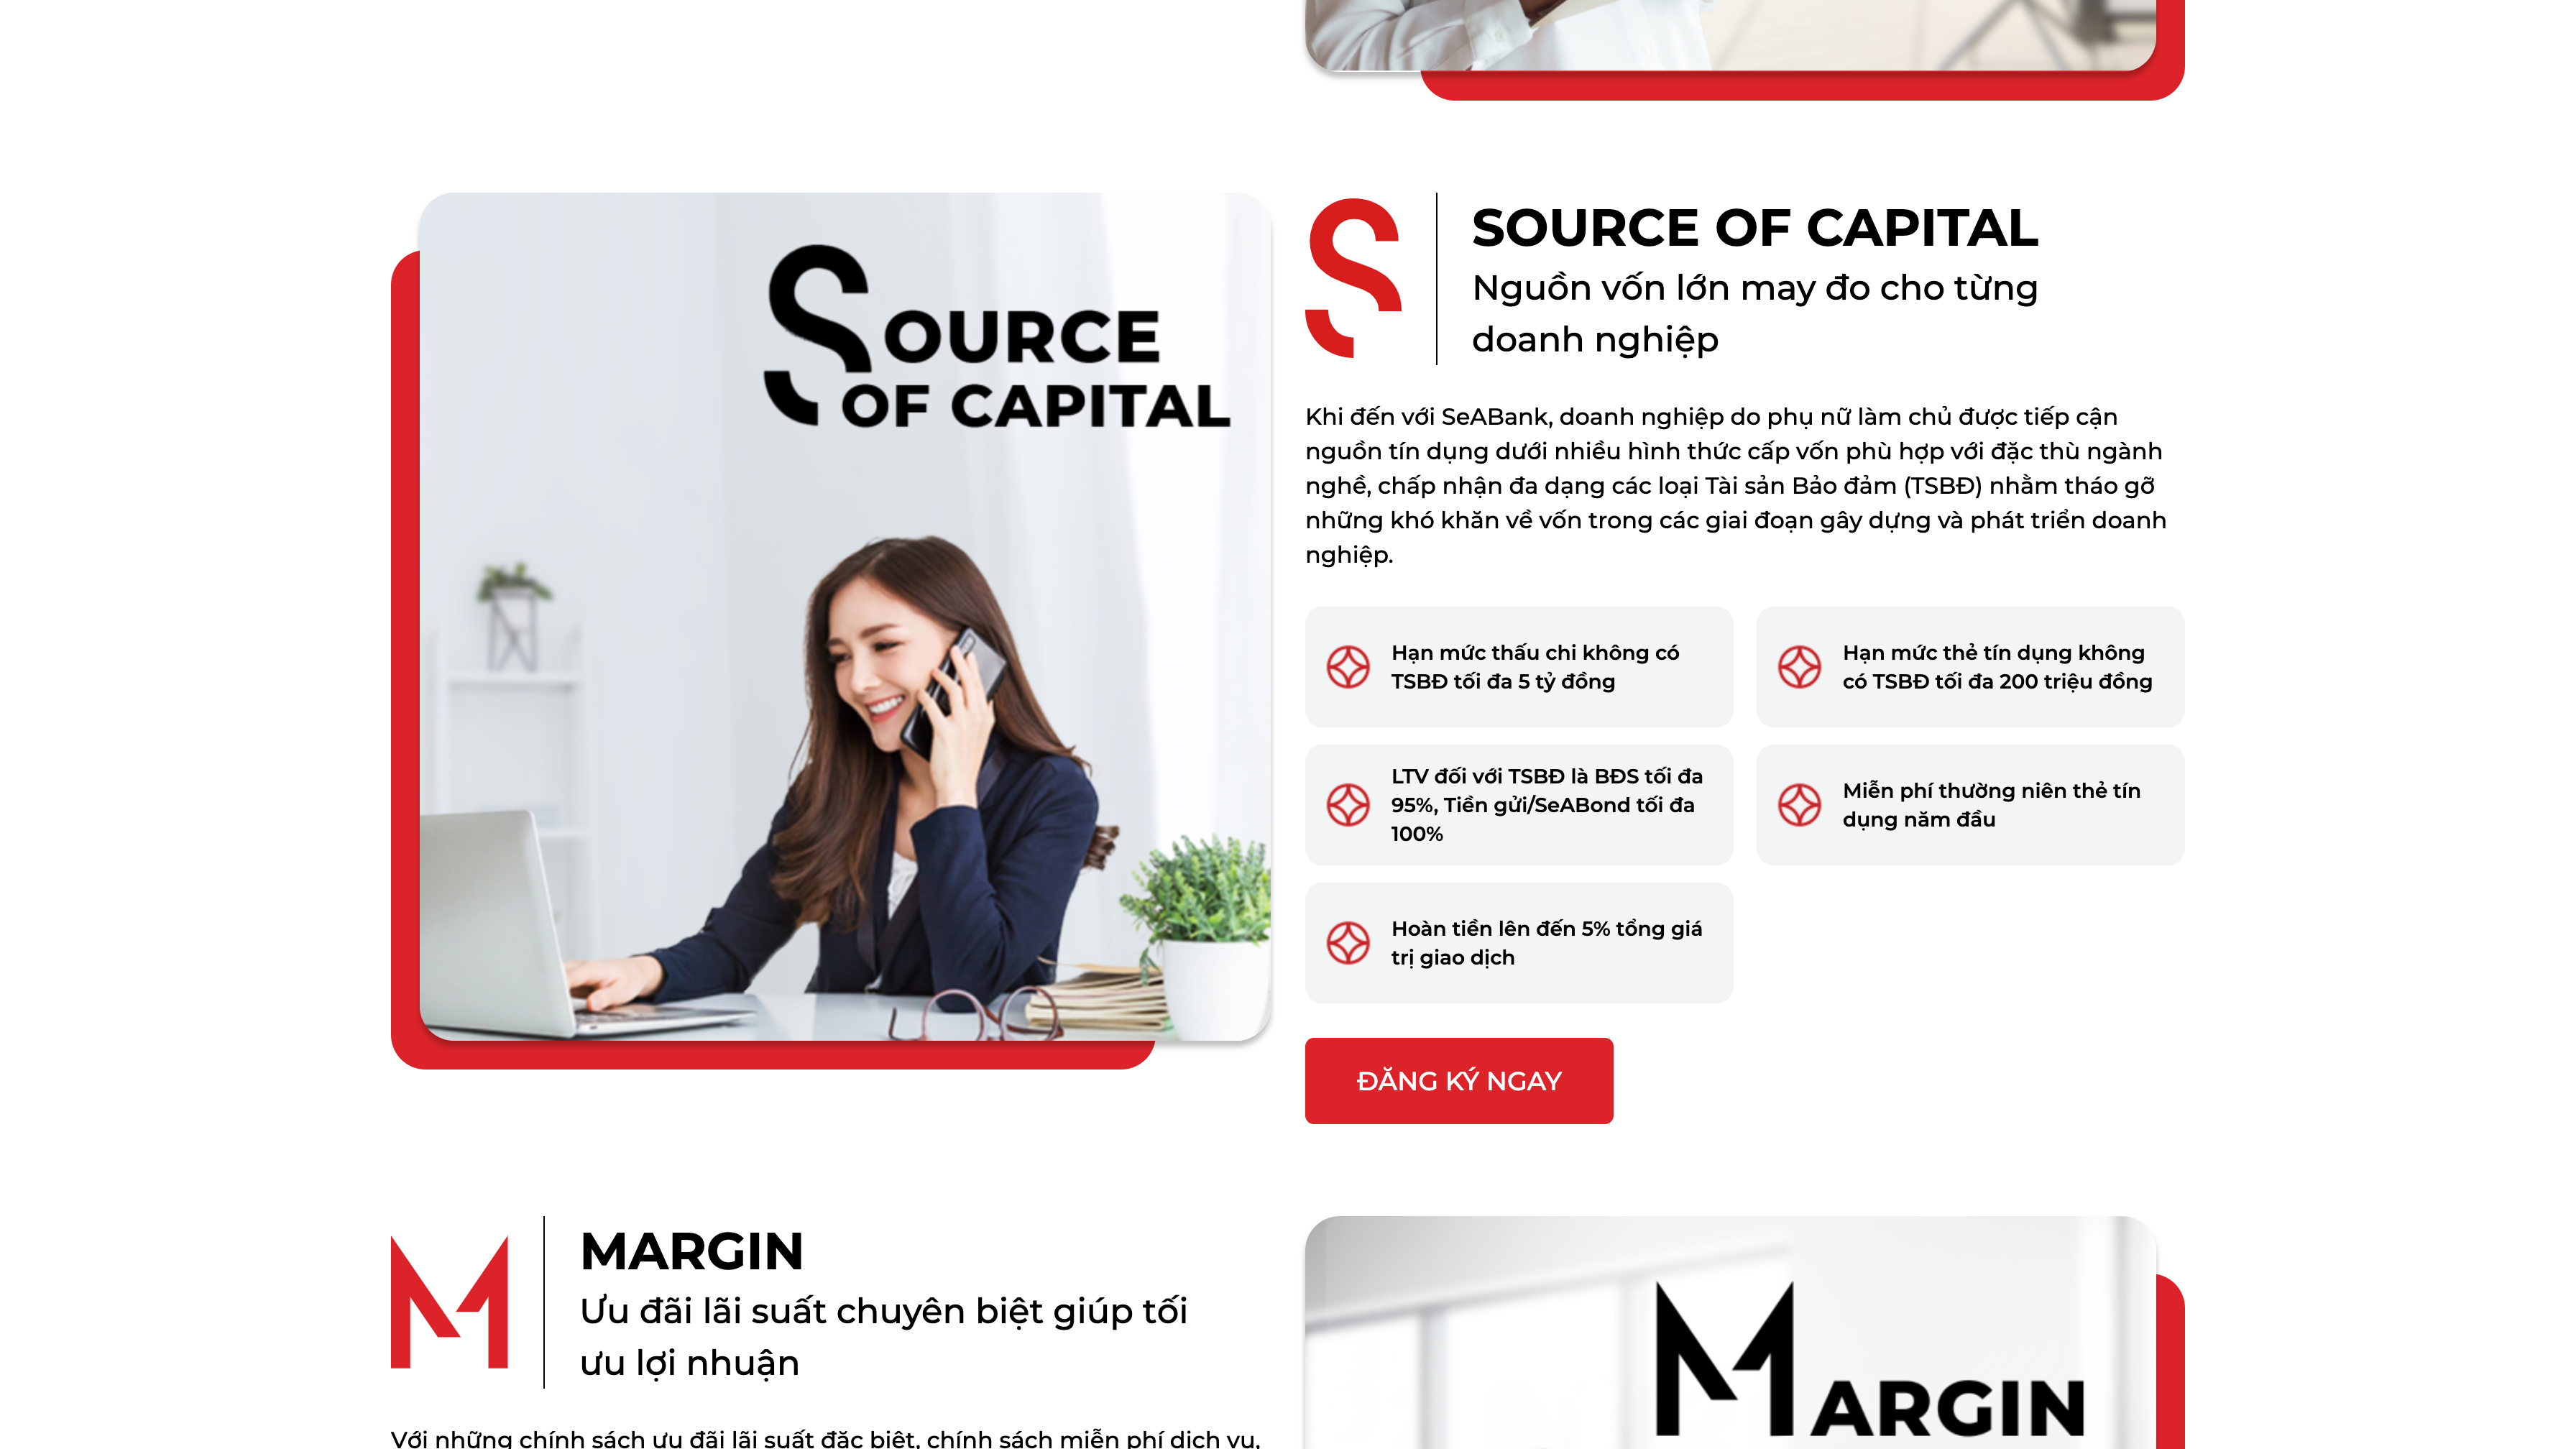 SOURCE
OF CAPITAL
S
SOURCE OF CAPITAL
Nguồn vốn lớn may đo cho từng
doanh nghiệp
Khi đến với SeABank, doanh nghiệp do phụ nữ làm chủ được tiếp cận
nguồn tín dụng dưới nhiều hình thức cấp vốn phù hợp với đặc thù ngành
nghề, chấp nhận đa dạng các loại Tài sản Bảo đảm (TSBĐ) nhằm tháo gỡ
những khó khăn về vốn trong các giai đoạn gây dựng và phát triển doanh
nghiệp.
Hạn mức thấu chi không có
TSBĐ tối đa 5 tỷ đồng
Hạn mức thẻ tín dụng không
có TSBĐ tối đa 200 triệu đồng
LTV đối với TSBĐ là BĐS tối đa
95%, Tiền gửi/SeABond tối đa
100%
Miễn phí thường niên thẻ tín
dụng năm đầu
Hoàn tiền lên đến 5% tổng giá
trị giao dịch
ĐĂNG KÝ NGAY
M
MARGIN
Ưu đãi lãi suất chuyên biệt giúp tối
ưu lợi nhuận
Với những chính sách ưu đãi lãi suất đặc biệt, chính sách miễn phí dịch vụ,
MARGIN